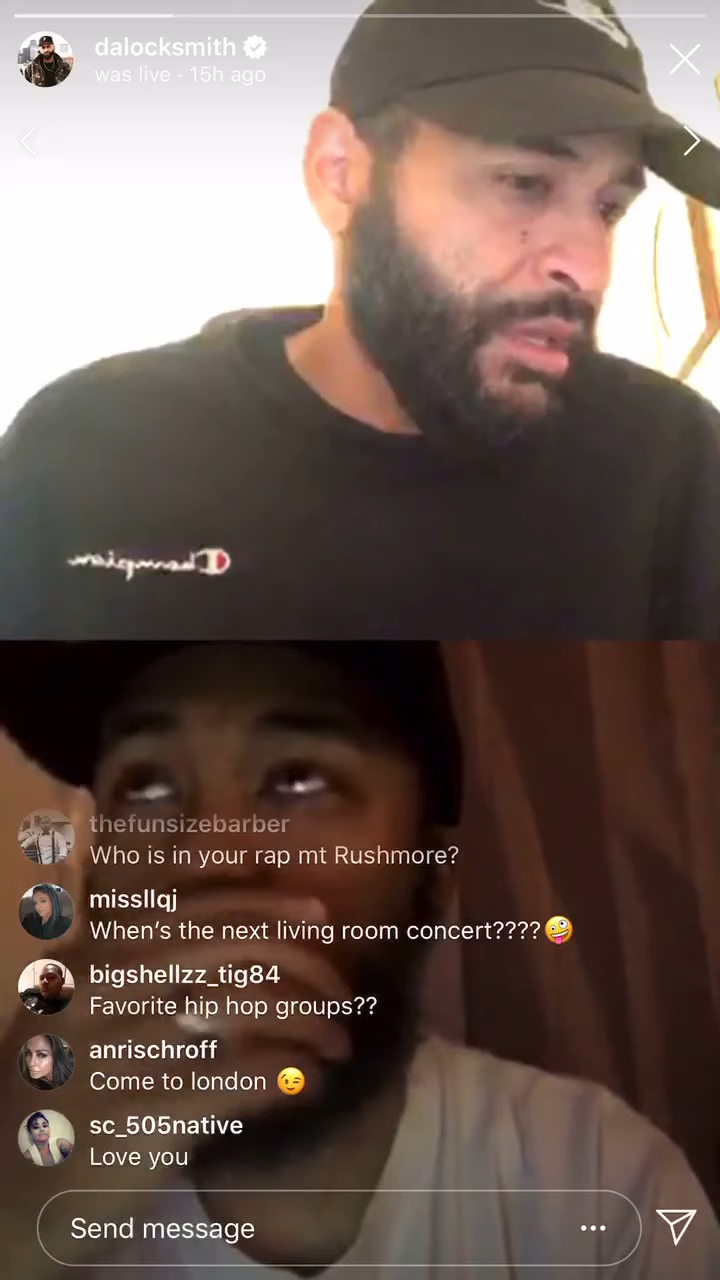 dalocksmith
was live · 15h ago
Champion
thefunsizebarber
Who is in your rap mt Rushmore?
missllqj
When's the next living room concert????🤪
bigshellzz_tig84
Favorite hip hop groups??
anrischroff
Come to london 😉
sc_505native
Love you
Send message